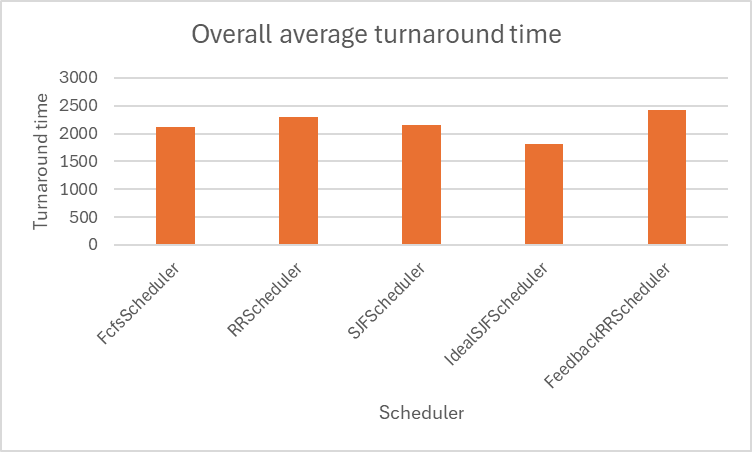 Overall average turnaround time
Turnaround time
3000
2500
2000
1500
1000
500
0
FcfsScheduler
RRScheduler
SJFScheduler
IdealSJFScheduler
FeedbackRRScheduler
Scheduler